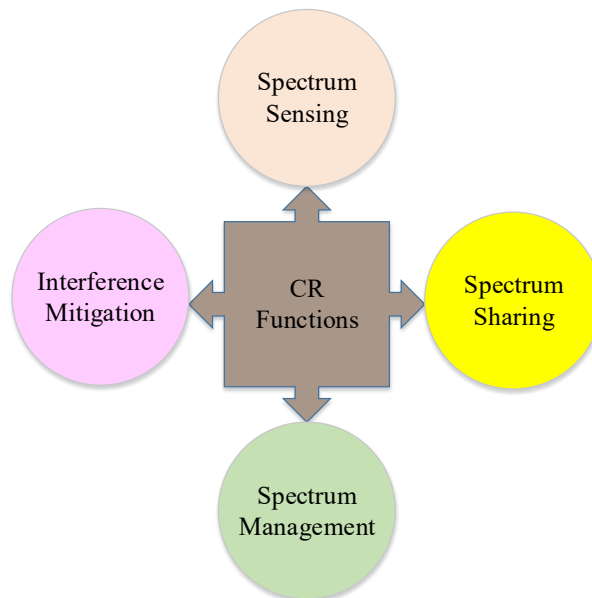 Spectrum
Sensing
Interference
Mitigation
CR
Functions
Spectrum
Sharing
Spectrum
Management